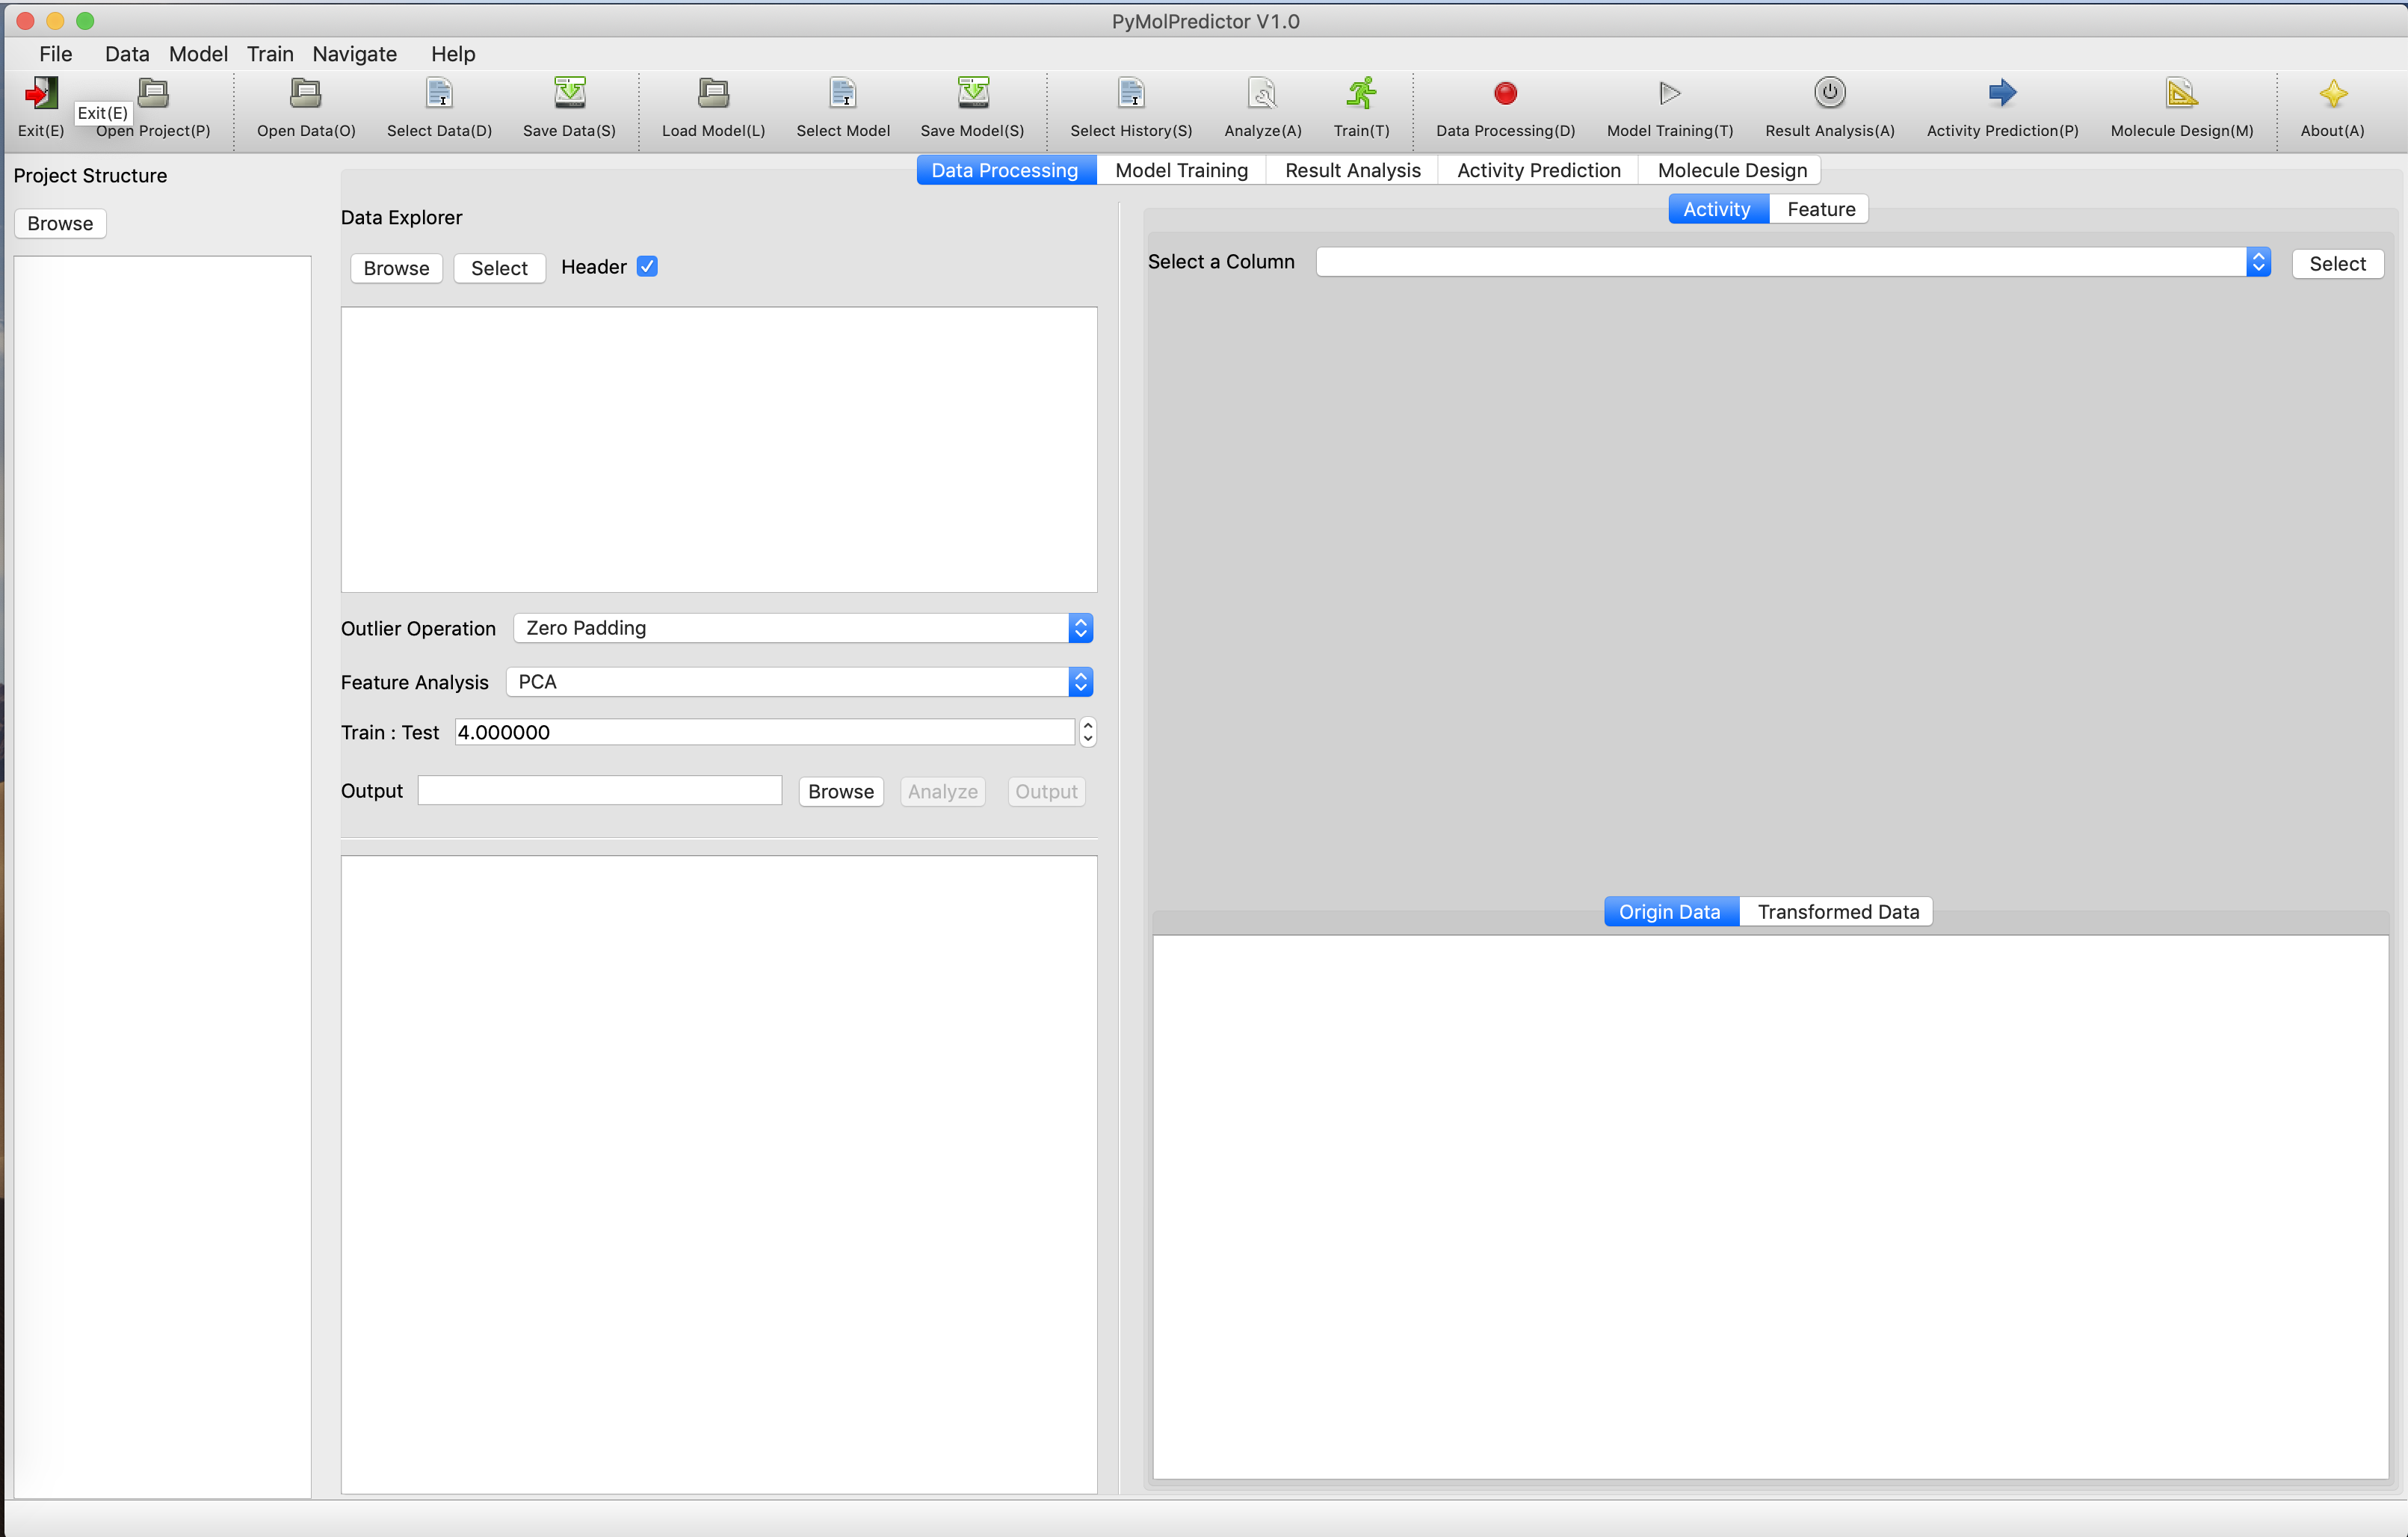 PyMolPredictor V1.0
File Data Model Train Navigate Help
Exit(E)
Exit(E) Open Project(P) Open Data(O) Select Data(D) Save Data(S) Load Model(L) Select Model Save Model(S) Select History(S) Analyze(A) Train(T) Data Processing(D) Model Training(T) Result Analysis(A) Activity Prediction(P) Molecule Design(M) About(A)
Project Structure
Browse
Data Processing Model Training Result Analysis Activity Prediction Molecule Design
Data Explorer
Browse Select Header
Outlier Operation Zero Padding
Feature Analysis PCA
Train : Test 4.000000
Output Browse Analyze Output
Activity Feature
Select a Column Select
Origin Data Transformed Data